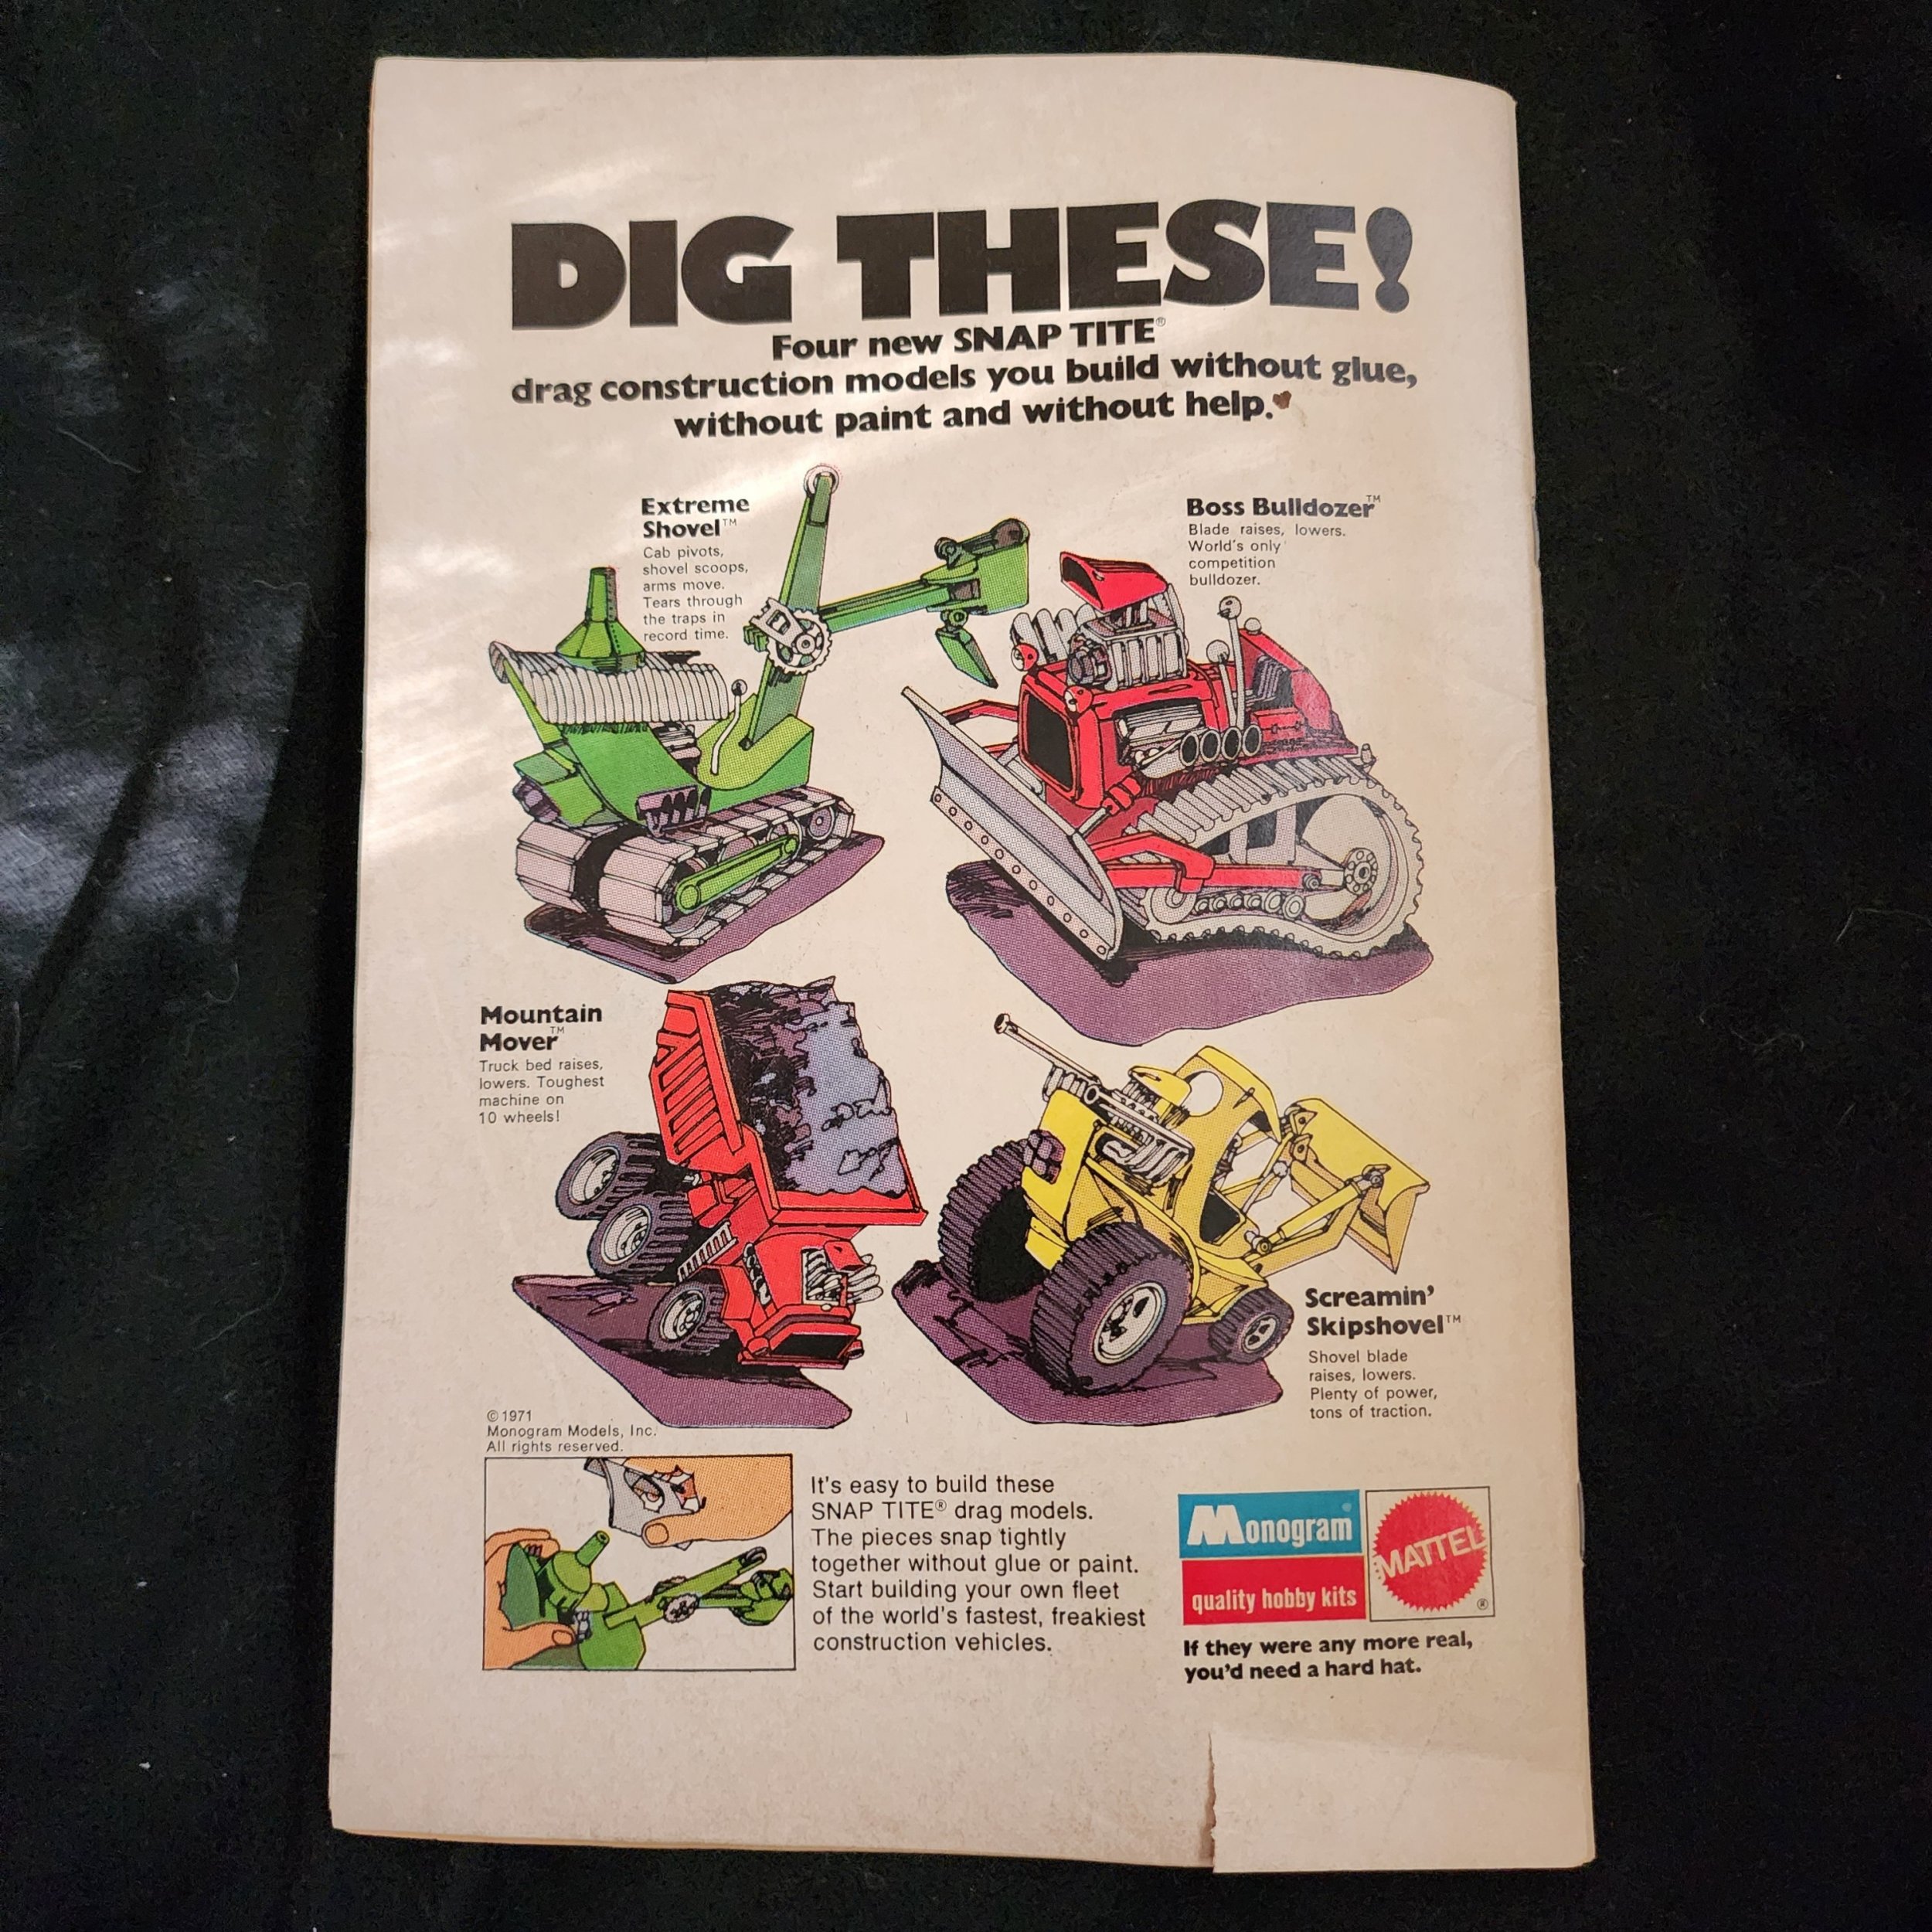 DIG THESE!
Four new SNAP TITE®
drag construction models you build without glue,
without paint and without help.
Extreme
Shovel™
Cab pivots,
shovel scoops,
arms move.
Tears through
the traps in
record time.
Boss Bulldozer™
Blade raises, lowers.
World's only
competition
bulldozer.
Mountain
Mover™
Truck bed raises,
lowers. Toughest
machine on
10 wheels!
Screamin'
Skipshovel™
Shovel blade
raises, lowers.
Plenty of power,
tons of traction.
©1971
Monogram Models, Inc.
All rights reserved.
It's easy to build these
SNAP TITE® drag models.
The pieces snap tightly
together without glue or paint.
Start building your own fleet
of the world's fastest, freakiest
construction vehicles.
Monogram®
quality hobby kits
MATTEL®
If they were any more real,
you'd need a hard hat.